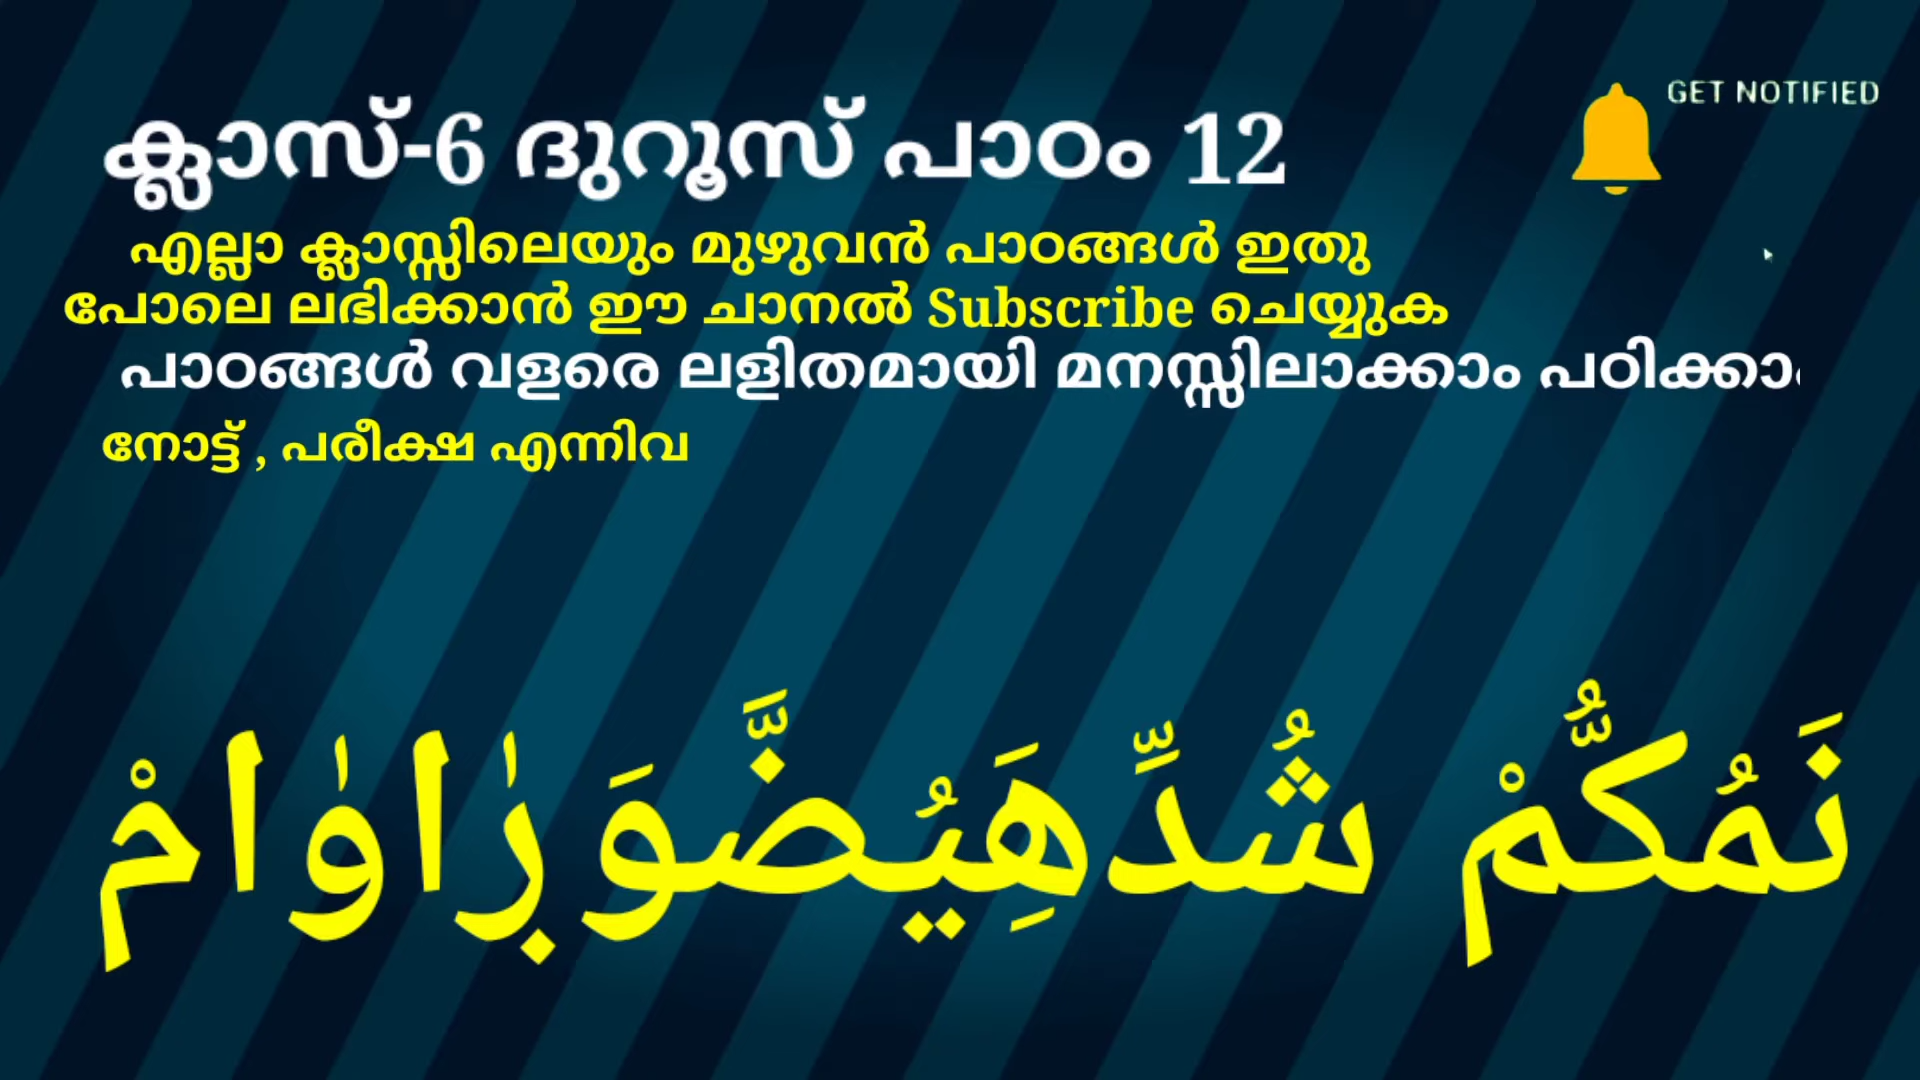 GET NOTIFIED
ക്ലാസ്-6 ദുറൂസ് പാഠം 12
എല്ലാ ക്ലാസ്സിലെയും മുഴുവൻ പാഠങ്ങൾ ഇതു
പോലെ ലഭിക്കാൻ ഈ ചാനൽ Subscribe ചെയ്യുക
പാഠങ്ങൾ വളരെ ലളിതമായി മനസ്സിലാക്കാം
നോട്ട് , പരീക്ഷ എന്നിവ
نَمُكُّمْ شُدِّهِيُضَّوَڔٰاوٰامْ